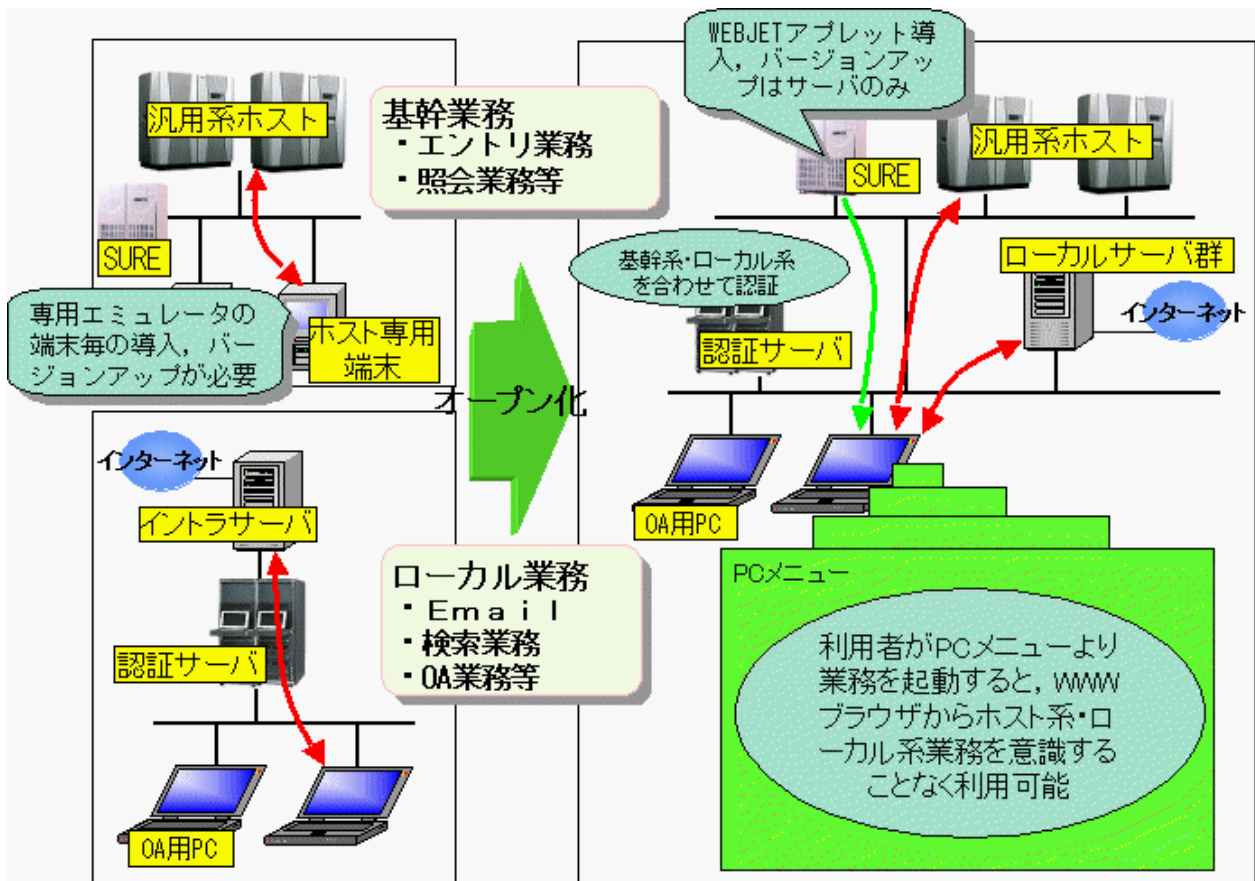 汎用系ホスト
SURE
専用エミュレータの
端末毎の導入，バー
ジョンアップが必要
ホスト専用
端末
インターネット
イントラサーバ
認証サーバ
OA用PC
基幹業務
・エントリ業務
・照会業務等
オープン化
ローカル業務
・Ｅｍａｉｌ
・検索業務
・OA業務等
WEBJETアプレット導
入，バージョンアッ
プはサーバのみ
SURE
汎用系ホスト
基幹系・ローカル系
を合わせて認証
認証サーバ
ローカルサーバ群
インターネット
OA用PC
PCメニュー
利用者がPCメニューより
業務を起動すると，WWW
ブラウザからホスト系・ロ
ーカル系業務を意識する
ことなく利用可能